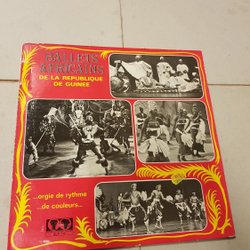 BALLETS
AFRICAINS
DE LA REPUBLIQUE
DE GUINEE
...orgie de rythme
...de couleurs...